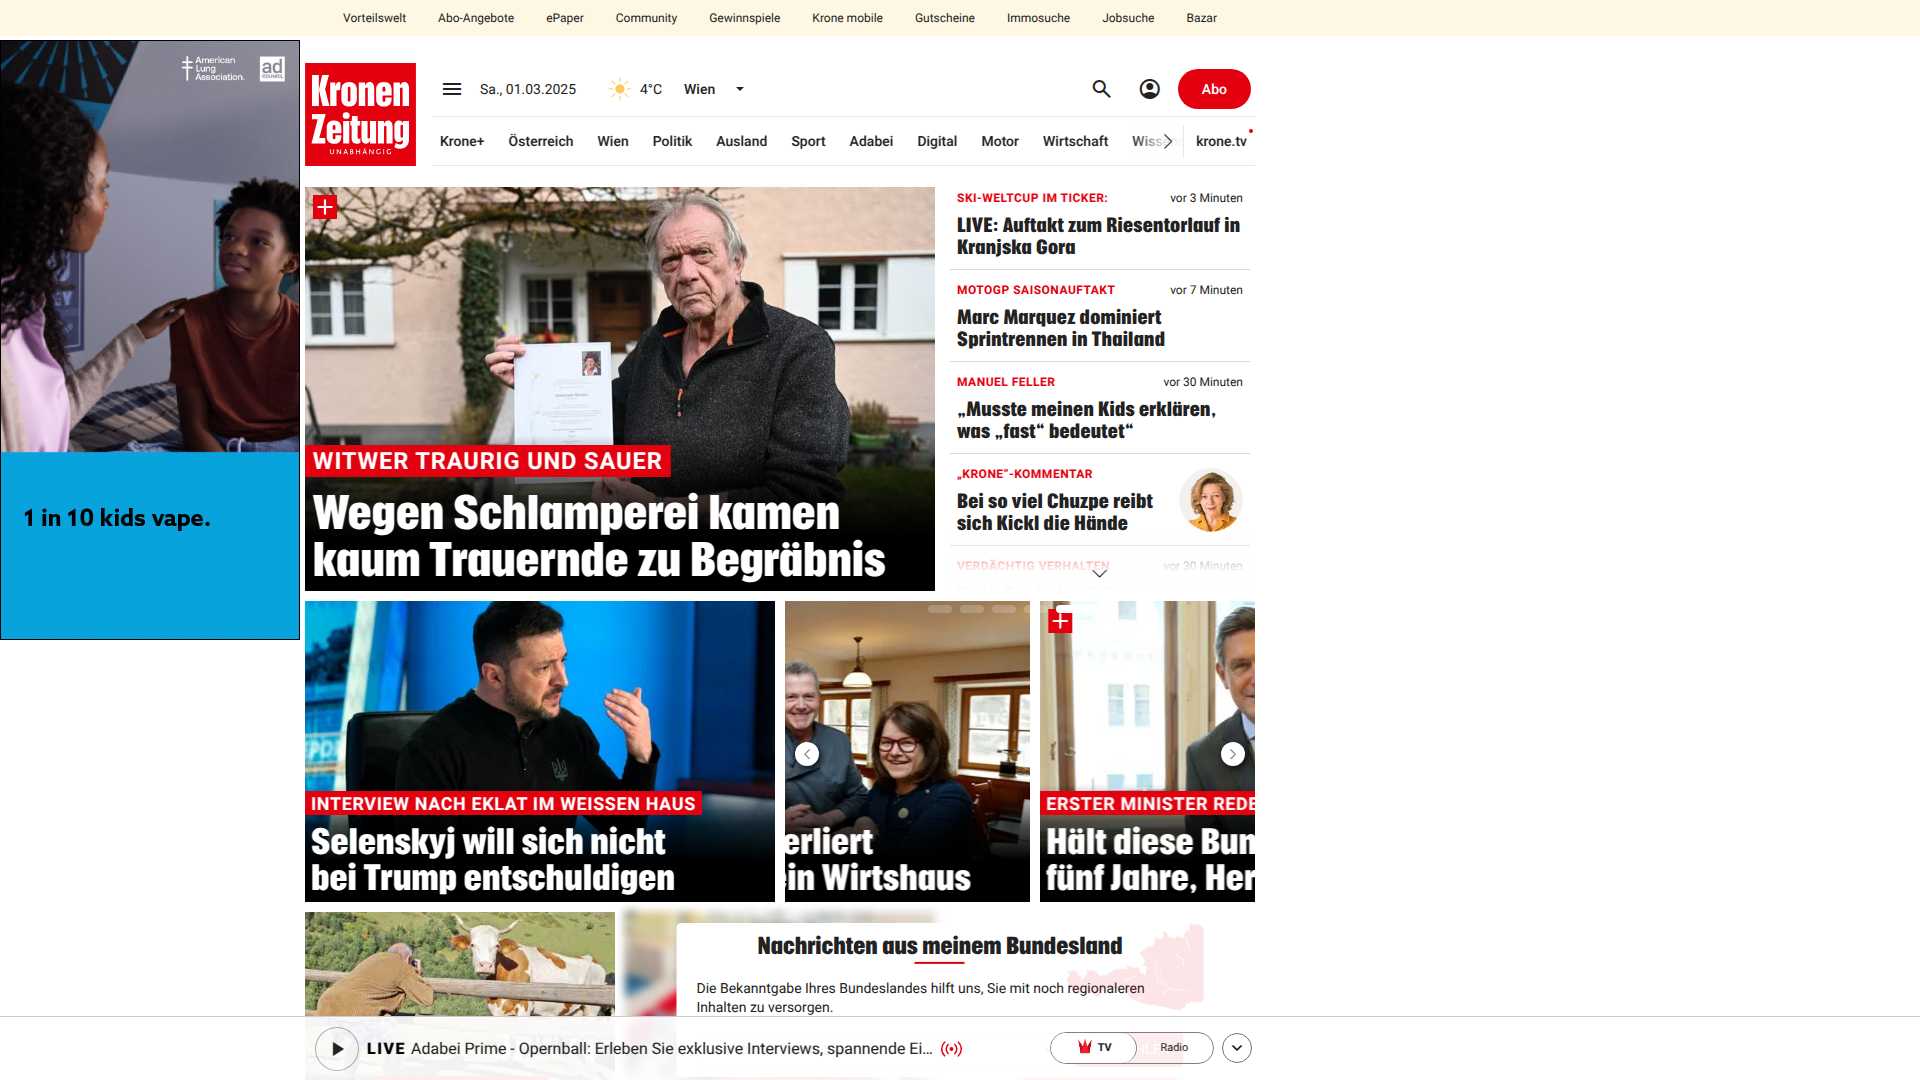 Vorteilswelt Abo-Angebote ePaper Community Gewinnspiele Krone mobile Gutscheine Immosuche Jobsuche Bazar
American
Lung
Association.
ad
COUNCIL
1 in 10 kids vape.
Kronen
Zeitung
UNABHÄNGIG
Sa., 01.03.2025 4°C Wien Abo
Krone+ Österreich Wien Politik Ausland Sport Adabei Digital Motor Wirtschaft Wiss krone.tv
WITWER TRAURIG UND SAUER
Wegen Schlamperei kamen
kaum Trauernde zu Begräbnis
SKI-WELTCUP IM TICKER: vor 3 Minuten
LIVE: Auftakt zum Riesentorlauf in
Kranjska Gora
MOTOGP SAISONAUFTAKT vor 7 Minuten
Marc Marquez dominiert
Sprintrennen in Thailand
MANUEL FELLER vor 30 Minuten
„Musste meinen Kids erklären,
was „fast“ bedeutet“
„KRONE“-KOMMENTAR
Bei so viel Chuzpe reibt
sich Kickl die Hände
VERDÄCHTIG VERHALTEN vor 30 Minuten
INTERVIEW NACH EKLAT IM WEISSEN HAUS
Selenskyj will sich nicht
bei Trump entschuldigen
erliert
ein Wirtshaus
ERSTER MINISTER REDE
Hält diese Bun
fünf Jahre, Her
Nachrichten aus meinem Bundesland
Die Bekanntgabe Ihres Bundeslandes hilft uns, Sie mit noch regionaleren
Inhalten zu versorgen.
LIVE Adabei Prime - Opernball: Erleben Sie exklusive Interviews, spannende Ei... TV Radio